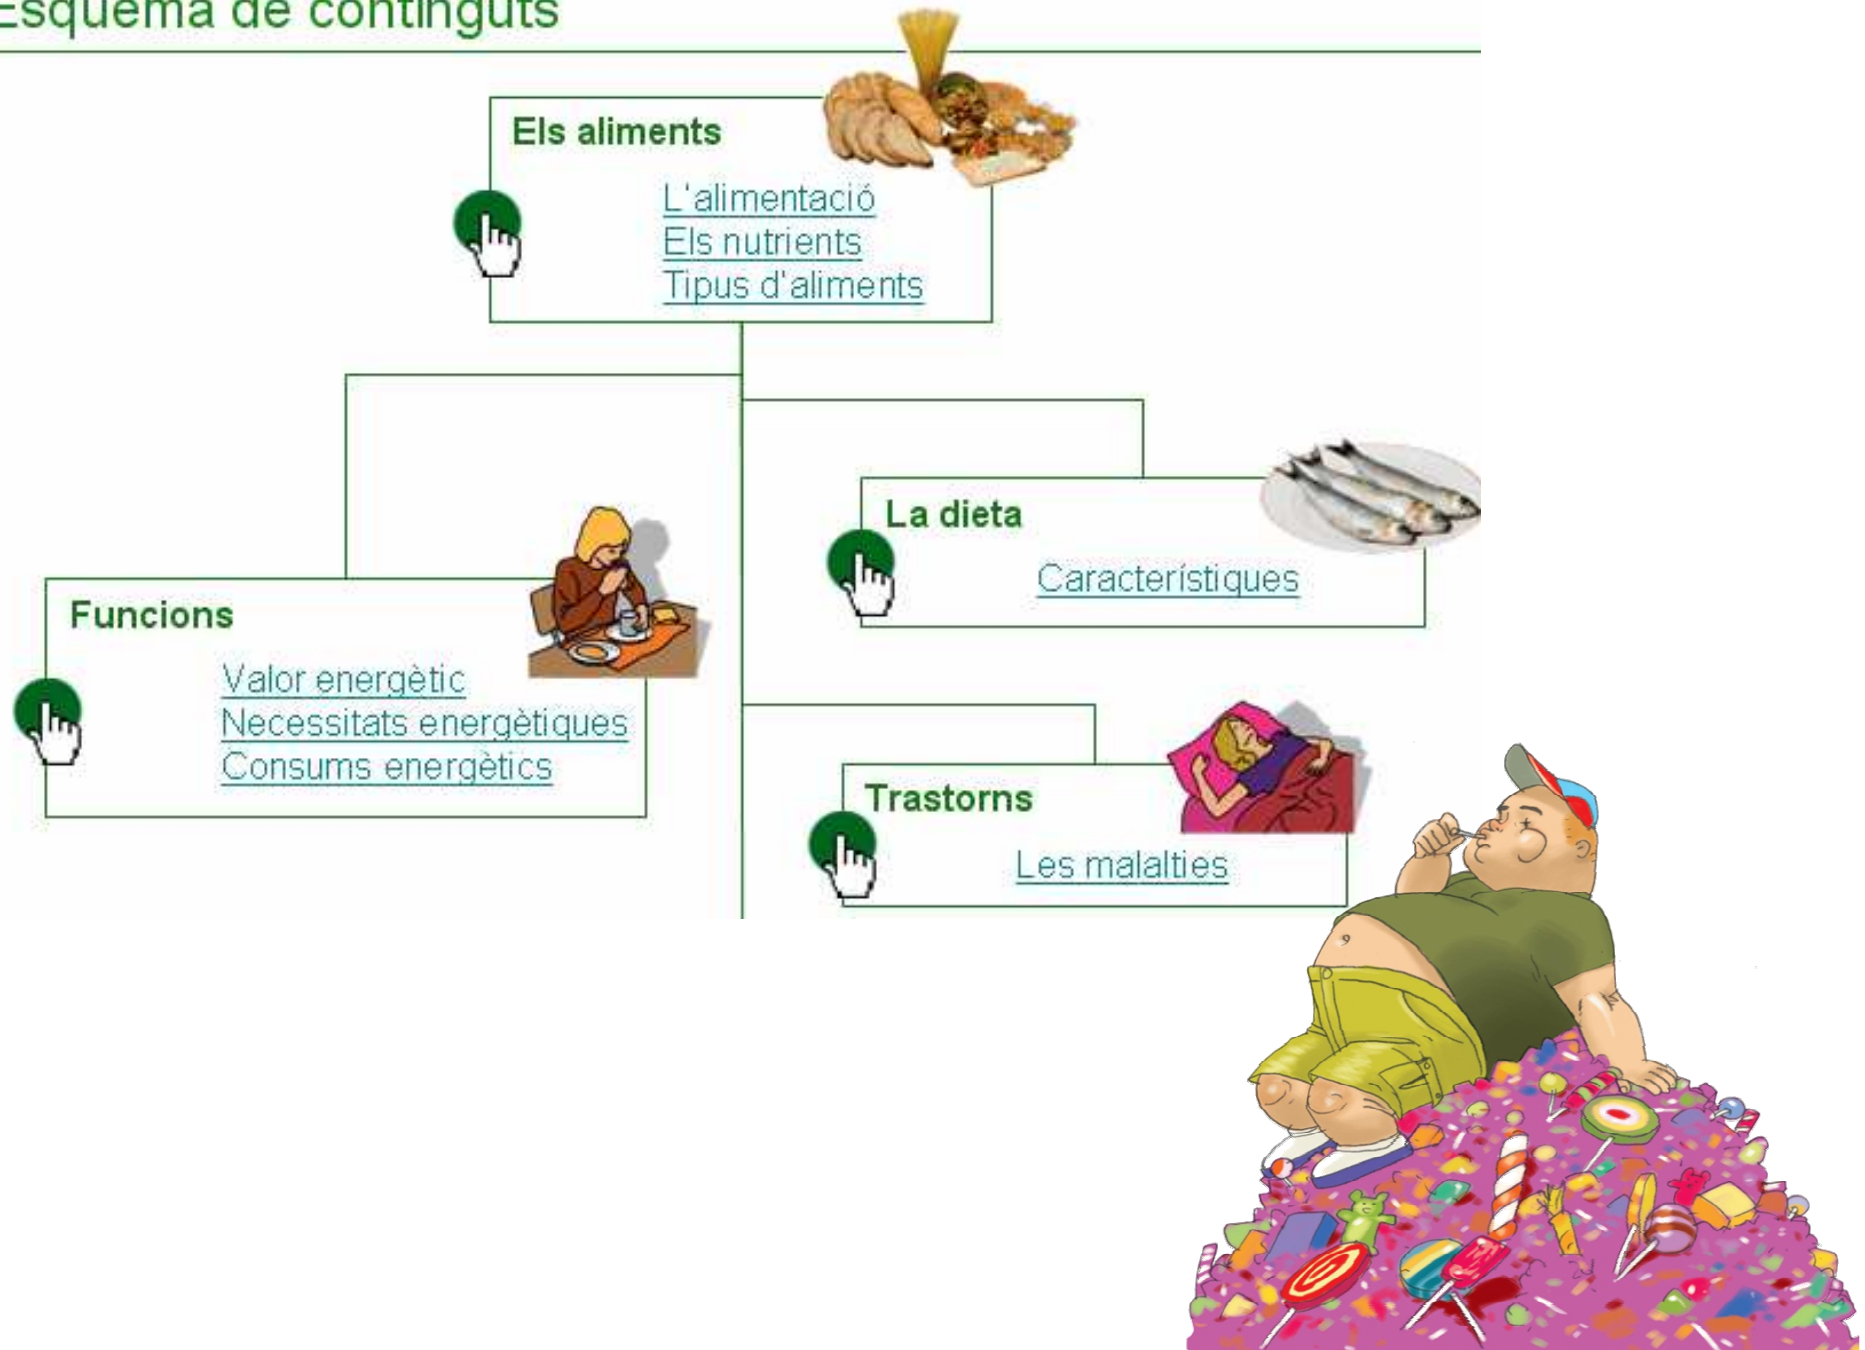 Esquema de continguts
Els aliments
L'alimentació
Els nutrients
Tipus d'aliments
La dieta
Característiques
Funcions
Valor energètic
Necessitats energètiques
Consums energètics
Trastorns
Les malalties